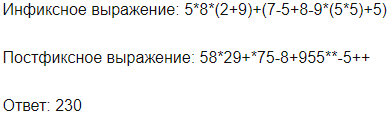 Инфиксное выражение: 5*8*(2+9)+(7-5+8-9*(5*5)+5)
Постфиксное выражение: 58*29+*75-8+955**-5++
Ответ: 230